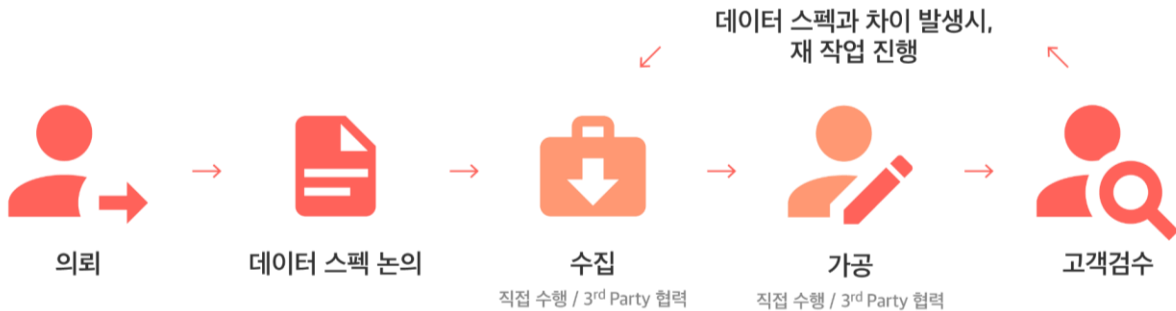 데이터 스펙과 차이 발생시,
재 작업 진행
의뢰
데이터 스펙 논의
수집
가공
고객검수
직접 수행 / 3rd Party 협력
직접 수행 / 3rd Party 협력